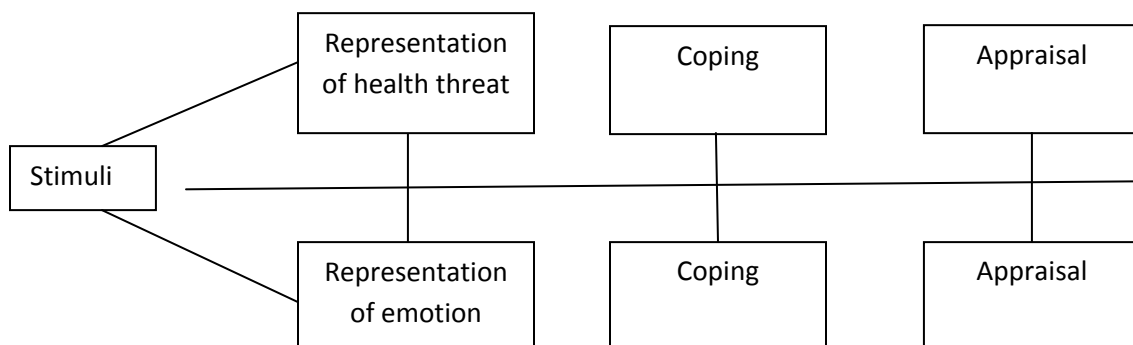 Representation
of health threat
Coping
Appraisal
Stimuli
Representation
of emotion
Coping
Appraisal